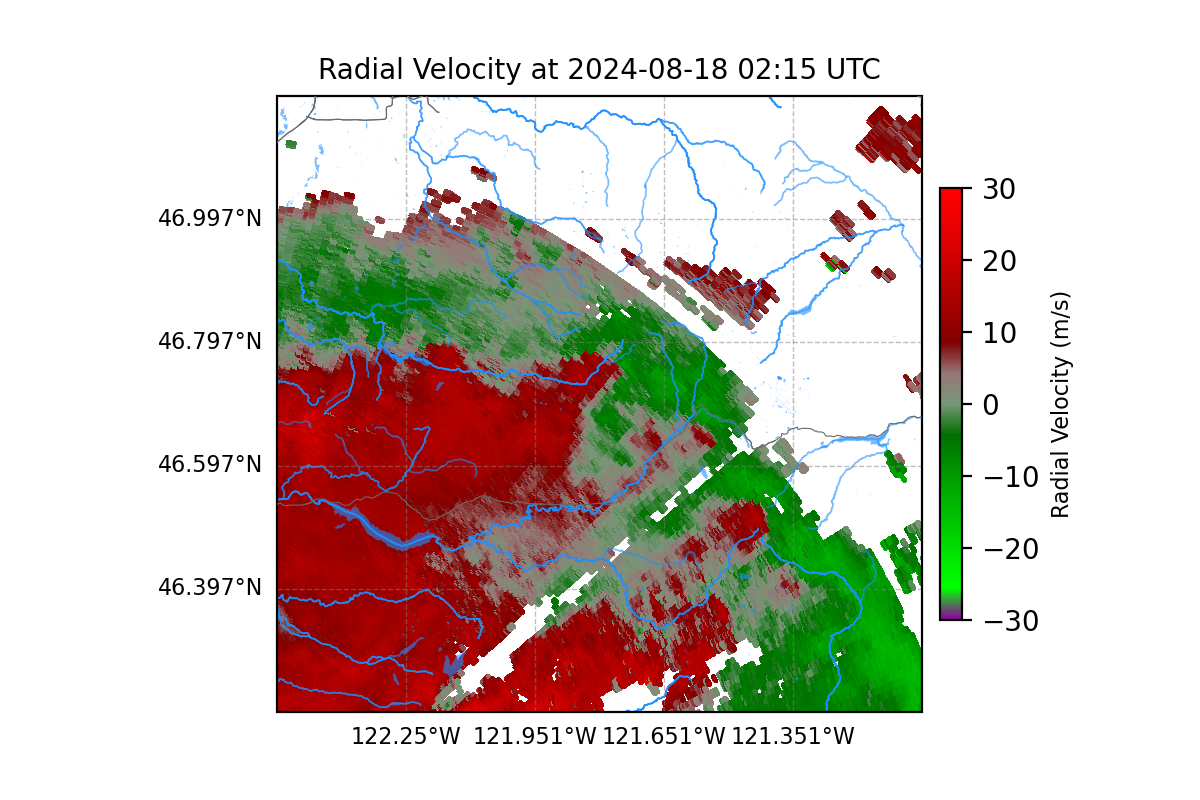 Radial Velocity at 2024-08-18 02:15 UTC
46.997°N
46.797°N
46.597°N
46.397°N
122.25°W 121.951°W 121.651°W 121.351°W
30
20
10
0
−10
−20
−30
Radial Velocity (m/s)